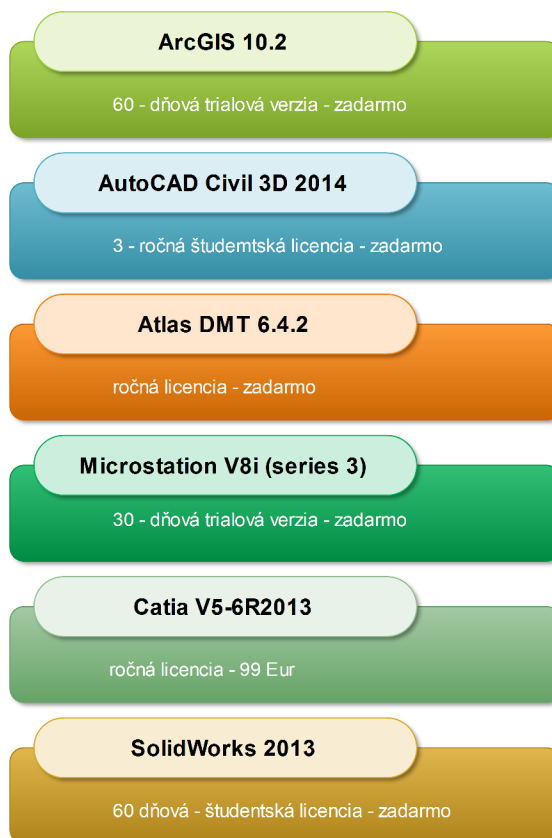 ArcGIS 10.2
60 - dňová trialová verzia - zadarmo
AutoCAD Civil 3D 2014
3 - ročná študemtská licencia - zadarmo
Atlas DMT 6.4.2
ročná licencia - zadarmo
Microstation V8i (series 3)
30 - dňová trialová verzia - zadarmo
Catia V5-6R2013
ročná licencia - 99 Eur
SolidWorks 2013
60 dňová - študentská licencia - zadarmo